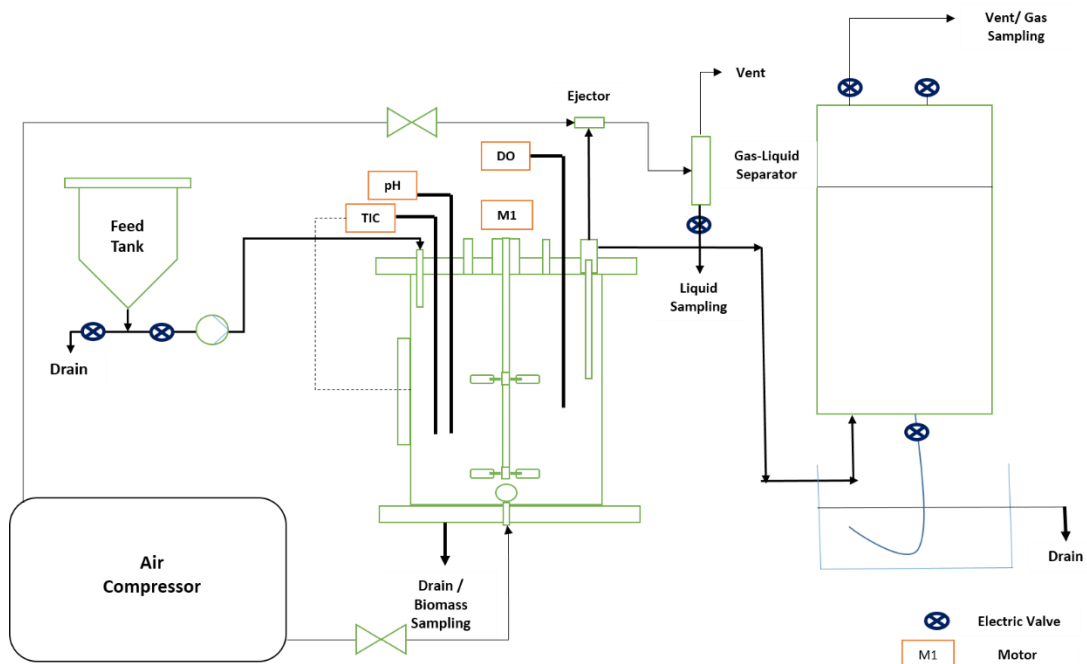 Vent/ Gas
Sampling
Vent
Ejector
DO
Gas-Liquid
Separator
pH
TIC
M1
Feed
Tank
Liquid
Sampling
Drain
Air
Compressor
Drain /
Biomass
Sampling
Drain
Electric Valve
M1
Motor